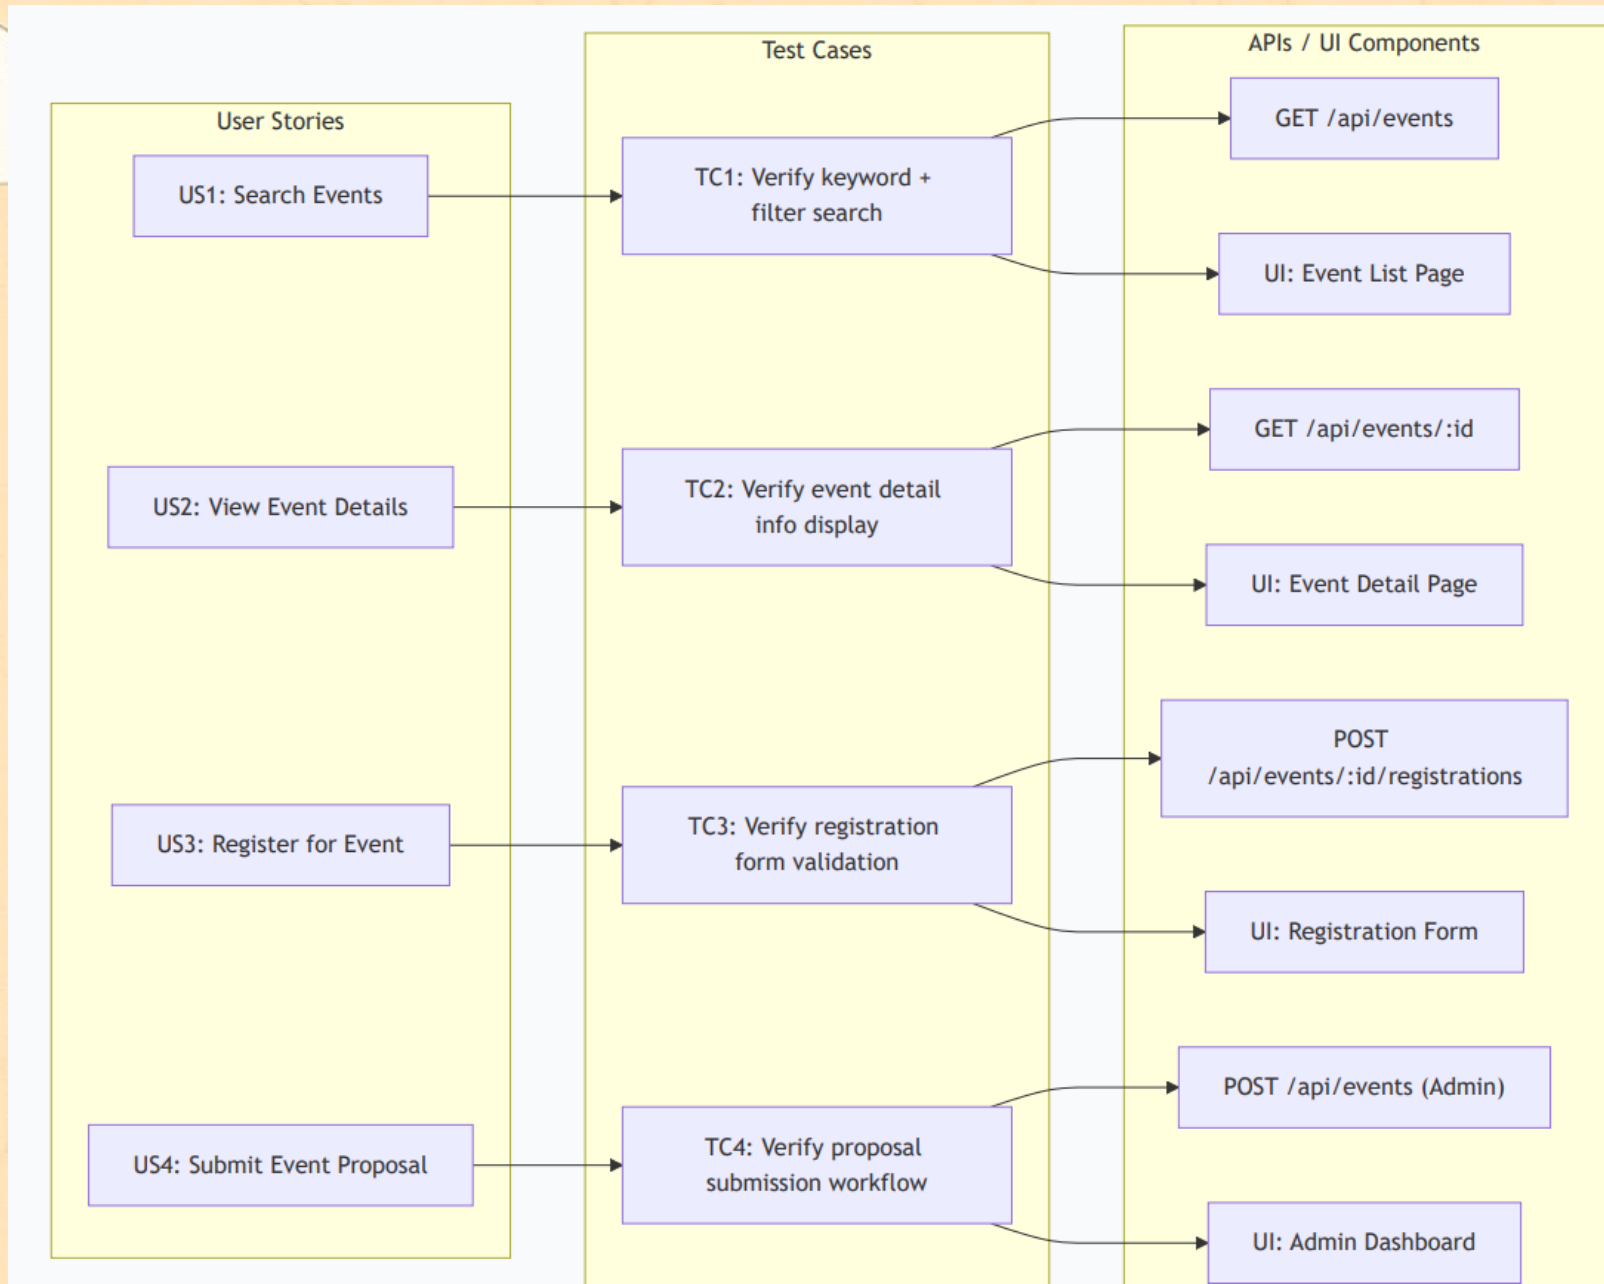 User Stories
US1: Search Events
US2: View Event Details
US3: Register for Event
US4: Submit Event Proposal
Test Cases
TC1: Verify keyword +
filter search
TC2: Verify event detail
info display
TC3: Verify registration
form validation
TC4: Verify proposal
submission workflow
APIs / UI Components
GET /api/events
UI: Event List Page
GET /api/events/:id
UI: Event Detail Page
POST
/api/events/:id/registrations
UI: Registration Form
POST /api/events (Admin)
UI: Admin Dashboard